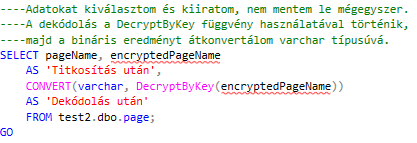 ----Adatokat kiválasztom és kiiratom, nem mentem le mégegyszer.
----A dekódolás a DecryptByKey függvény használatával történik,
----majd a bináris eredményt átkonvertálom varchar típusúvá.
SELECT pageName, encryptedPageName
AS 'Titkosítás után',
CONVERT(varchar, DecryptByKey(encryptedPageName))
AS 'Dekódolás után'
FROM test2.dbo.page;
GO